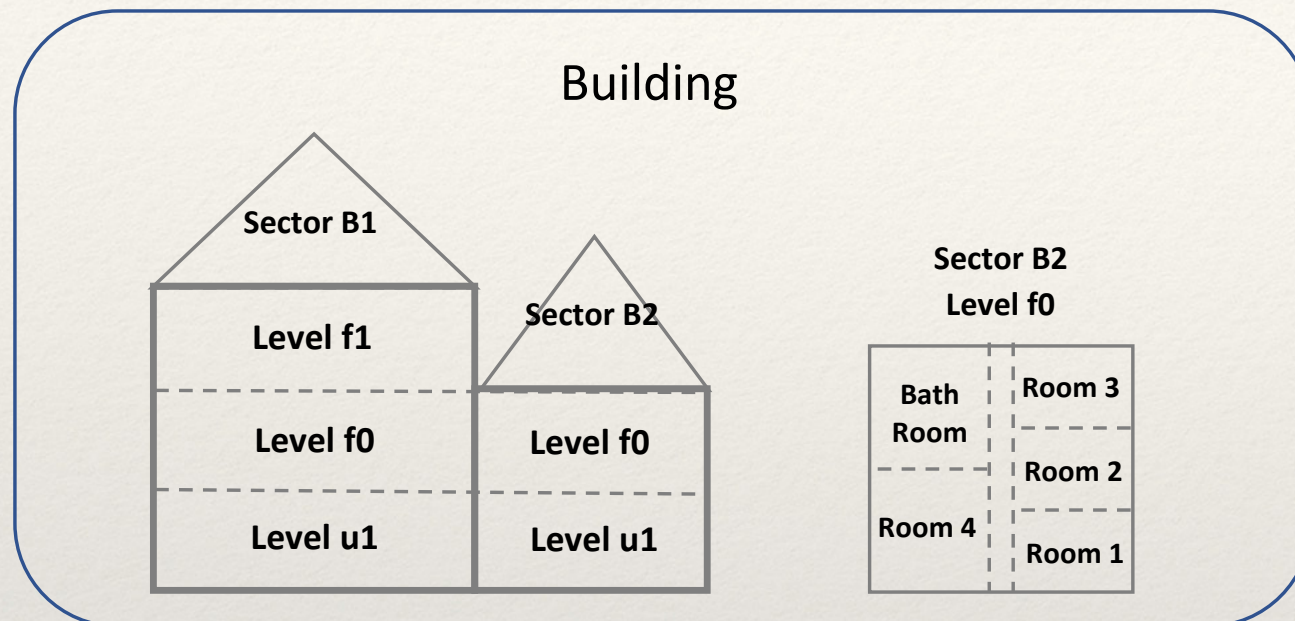 Building
Sector B1
Level f1
Level f0
Level u1
Sector B2
Level f0
Level u1
Sector B2
Level f0
Bath
Room
Room 4
Room 3
Room 2
Room 1